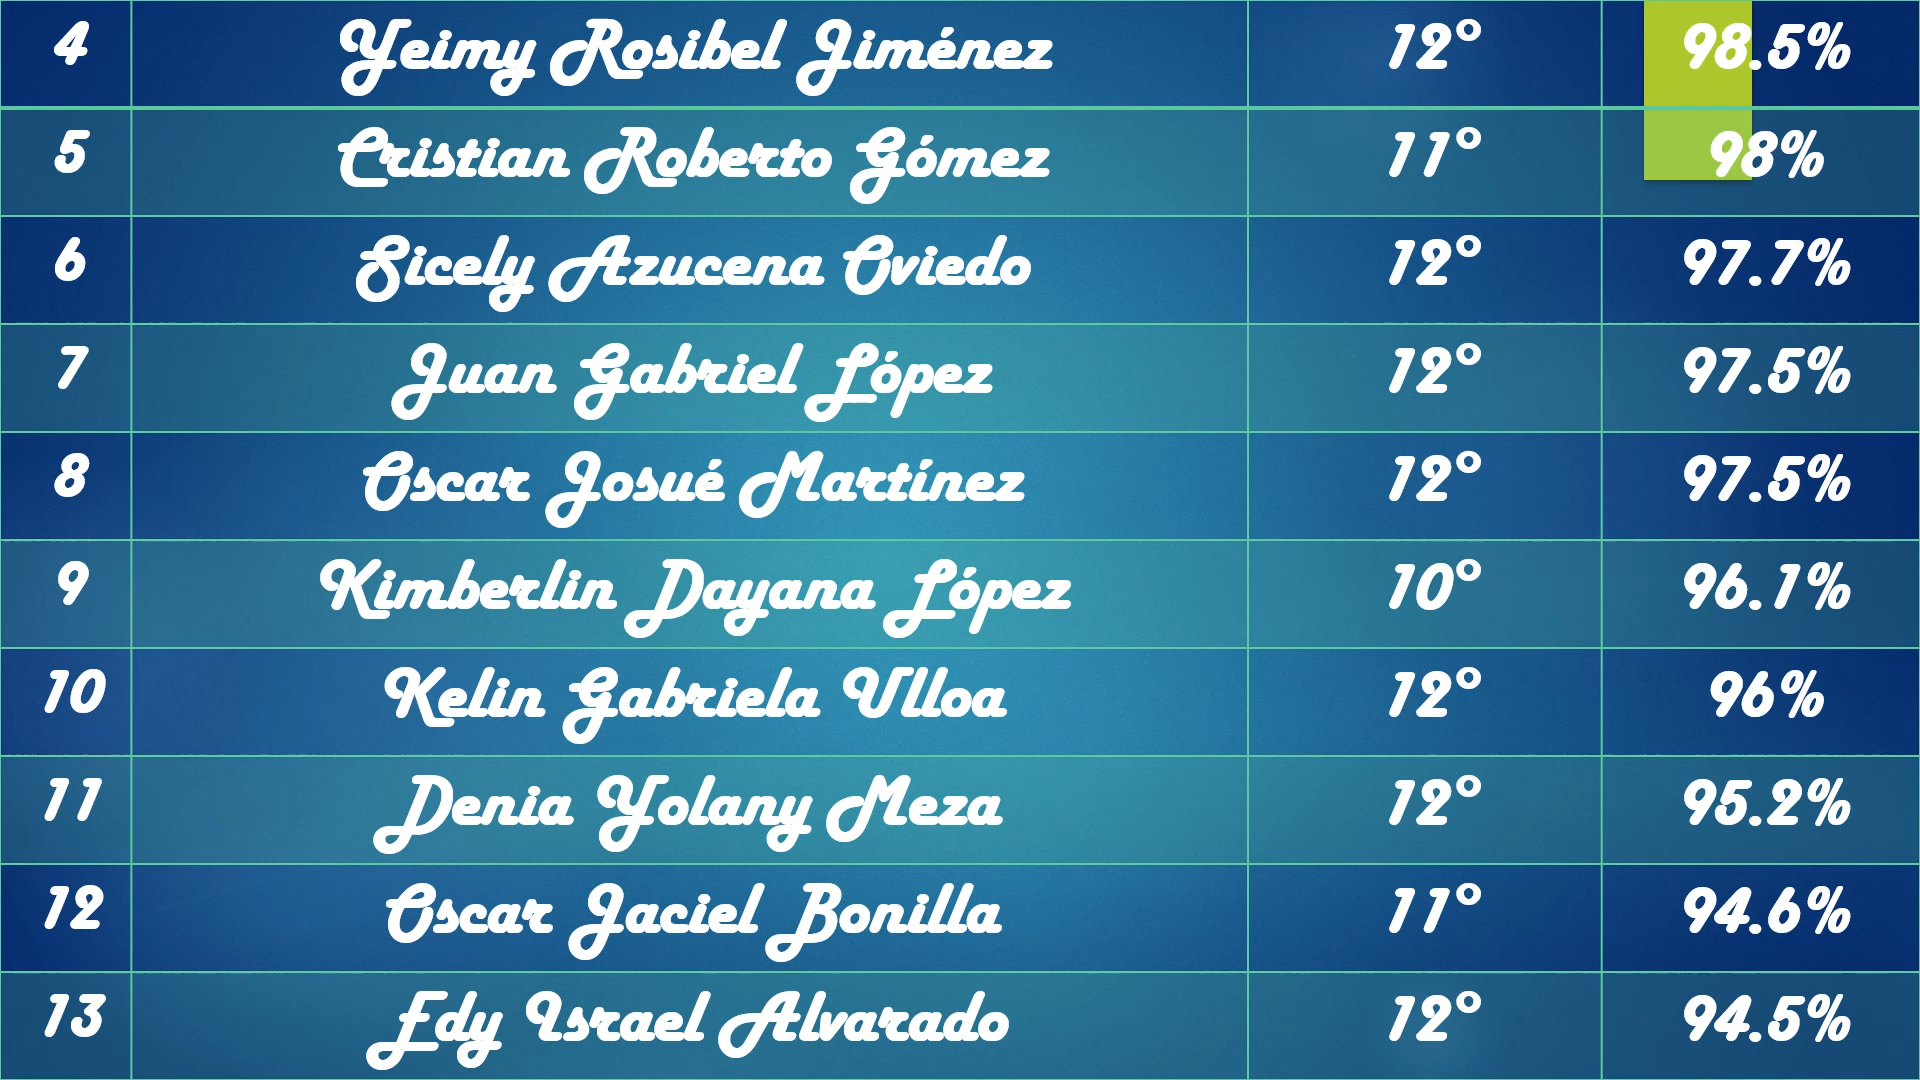 4 Yeimy Rosibel Jiménez 12° 98.5%
5 Cristian Roberto Gómez 11° 98%
6 Sicely Azucena Oviedo 12° 97.7%
7 Juan Gabriel López 12° 97.5%
8 Oscar Josué Martínez 12° 97.5%
9 Kimberlin Dayana López 10° 96.1%
10 Kelin Gabriela Ulloa 12° 96%
11 Denia Yolany Meza 12° 95.2%
12 Oscar Jaciel Bonilla 11° 94.6%
13 Edy Israel Alvarado 12° 94.5%